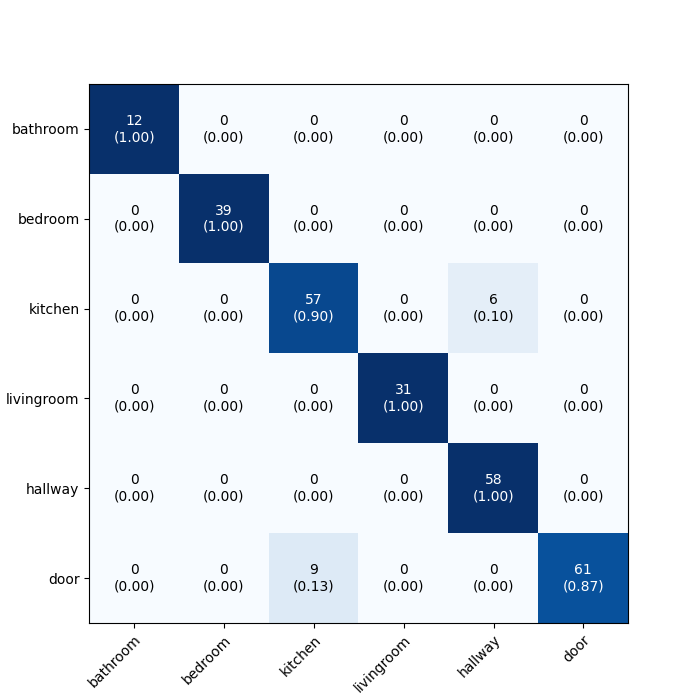 bathroom
12 0 0 0 0 0
(1.00) (0.00) (0.00) (0.00) (0.00) (0.00)
bedroom
0 39 0 0 0 0
(0.00) (1.00) (0.00) (0.00) (0.00) (0.00)
kitchen
0 0 57 0 6 0
(0.00) (0.00) (0.90) (0.00) (0.10) (0.00)
livingroom
0 0 0 31 0 0
(0.00) (0.00) (0.00) (1.00) (0.00) (0.00)
hallway
0 0 0 0 58 0
(0.00) (0.00) (0.00) (0.00) (1.00) (0.00)
door
0 0 9 0 0 61
(0.00) (0.00) (0.13) (0.00) (0.00) (0.87)
bathroom
bedroom
kitchen
livingroom
hallway
door